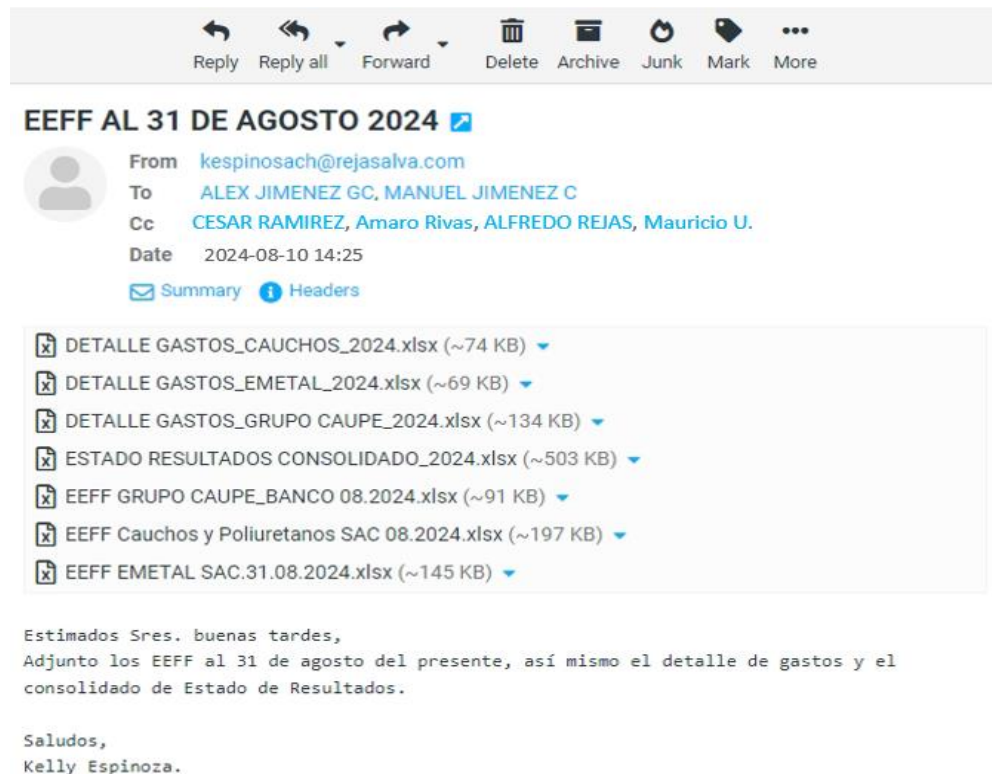 Reply Reply all Forward Delete Archive Junk Mark More
EEFF AL 31 DE AGOSTO 2024
From kespinosach@rejasalva.com
To ALEX JIMENEZ GC, MANUEL JIMENEZ C
Cc CESAR RAMIREZ, Amaro Rivas, ALFREDO REJAS, Mauricio U.
Date 2024-08-10 14:25
Summary Headers
DETALLE GASTOS_CAUCHOS_2024.xlsx (~74 KB)
DETALLE GASTOS_EMETAL_2024.xlsx (~69 KB)
DETALLE GASTOS_GRUPO CAUPE_2024.xlsx (~134 KB)
ESTADO RESULTADOS CONSOLIDADO_2024.xlsx (~503 KB)
EEFF GRUPO CAUPE_BANCO 08.2024.xlsx (~91 KB)
EEFF Cauchos y Poliuretanos SAC 08.2024.xlsx (~197 KB)
EEFF EMETAL SAC.31.08.2024.xlsx (~145 KB)
Estimados Sres. buenas tardes,
Adjunto los EEFF al 31 de agosto del presente, así mismo el detalle de gastos y el
consolidado de Estado de Resultados.
Saludos,
Kelly Espinoza.